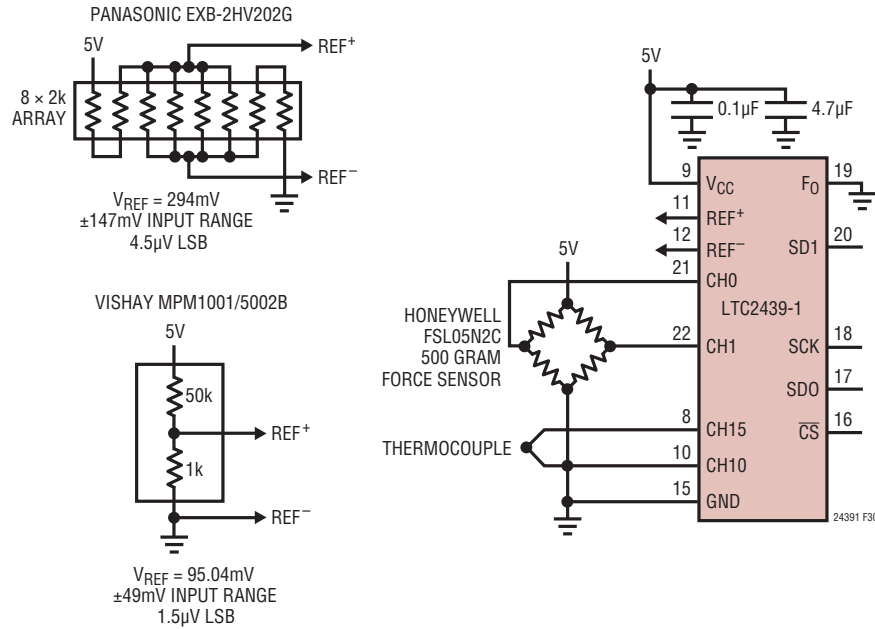 PANASONIC EXB-2HV202G
5V
REF+
8 × 2k
ARRAY
REF−
VREF = 294mV
±147mV INPUT RANGE
4.5µV LSB
VISHAY MPM1001/5002B
5V
50k
REF+
1k
REF−
VREF = 95.04mV
±49mV INPUT RANGE
1.5µV LSB
5V
0.1µF
4.7µF
9
VCC
FO
19
11
REF+
12
REF−
SD1
20
5V
21
CH0
LTC2439-1
HONEYWELL
FSL05N2C
500 GRAM
FORCE SENSOR
22
CH1
SCK
18
SDO
17
8
CH15
CS
16
THERMOCOUPLE
10
CH10
15
GND
24391 F30